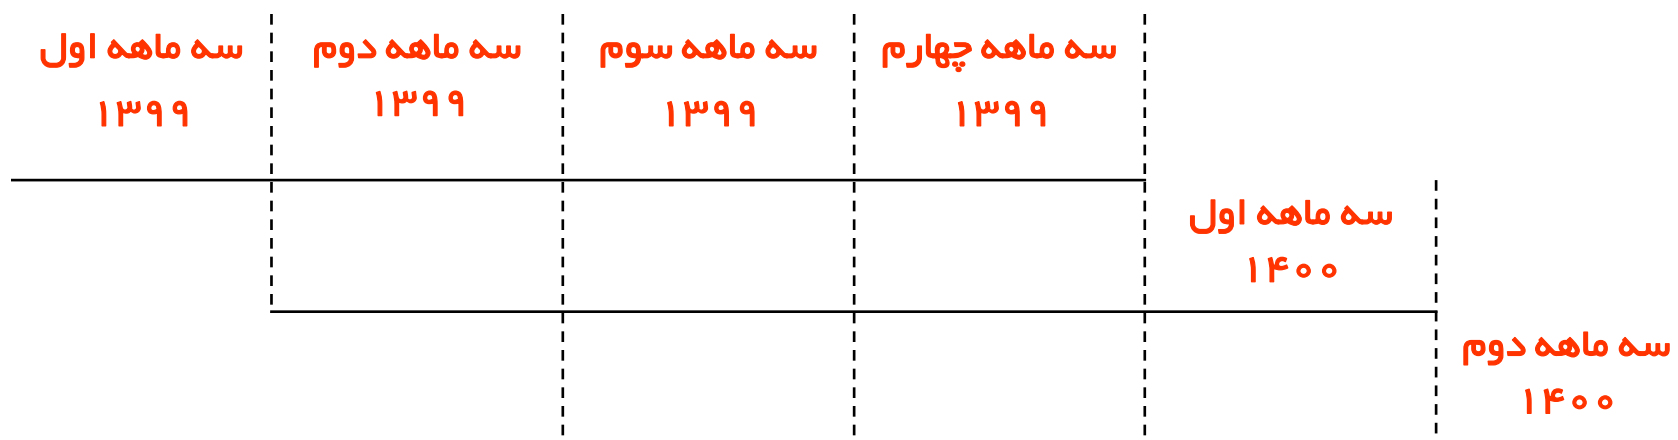 سه ماهه اول
۱۳۹۹
سه ماهه دوم
۱۳۹۹
سه ماهه سوم
۱۳۹۹
سه ماهه چهارم
۱۳۹۹
سه ماهه اول
۱۴۰۰
سه ماهه دوم
۱۴۰۰